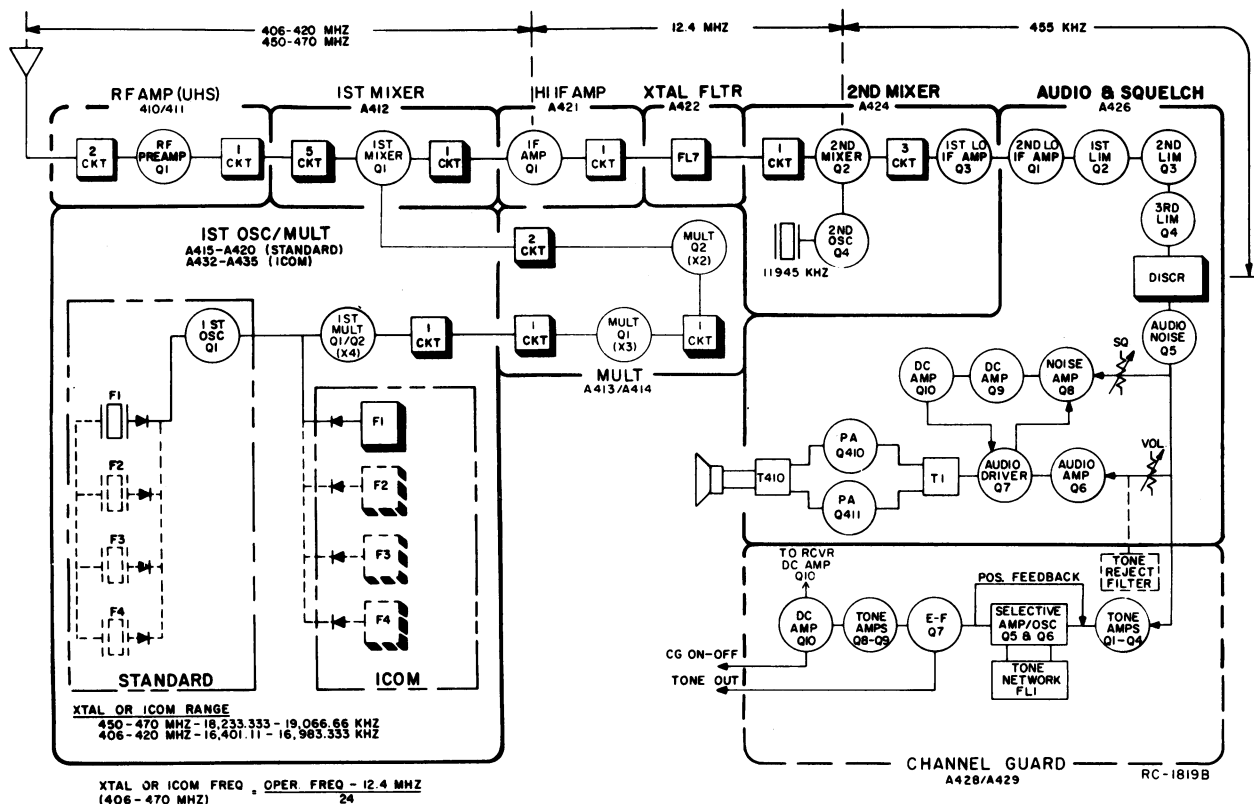 406-420 MHZ
450-470 MHZ
12.4 MHZ
455 KHZ
RF AMP (UHS)
410/411
1ST MIXER
A412
HI IF AMP
A421
XTAL FLTR
A422
2ND MIXER
A424
AUDIO & SQUELCH
A426
2
CKT
RF
PREAMP
Q1
1
CKT
5
CKT
1ST
MIXER
Q1
1
CKT
IF
AMP
Q1
1
CKT
FL7
1
CKT
2ND
MIXER
Q2
3
CKT
1ST LO
IF AMP
Q3
2ND LO
IF AMP
Q1
1ST
LIM
Q2
2ND
LIM
Q3
3RD
LIM
Q4
DISCR
AUDIO
NOISE
Q5
2ND
OSC
Q4
11945 KHZ
1ST OSC/MULT
A415-A420 (STANDARD)
A432-A435 (ICOM)
2
CKT
MULT
Q2
(X2)
1ST
OSC
Q1
1ST
MULT
Q1/Q2
(X4)
1
CKT
1
CKT
MULT
Q1
(X3)
1
CKT
MULT
A413/A414
F1
F2
F3
F4
STANDARD
F1
F2
F3
F4
ICOM
XTAL OR ICOM RANGE
450-470 MHZ-18,233.333-19,066.66 KHZ
406-420 MHZ-16,401.11-16,983.333 KHZ
DC
AMP
Q10
DC
AMP
Q9
NOISE
AMP
Q8
SQ
T410
PA
Q410
PA
Q411
T1
AUDIO
DRIVER
Q7
AUDIO
AMP
Q6
VOL.
TO RCVR
DC AMP
Q10
TONE
REJECT
FILTER
POS. FEEDBACK
DC
AMP
Q10
TONE
AMPS
Q8-Q9
E-F
Q7
SELECTIVE
AMP/OSC
Q5 & Q6
TONE
AMPS
Q1-Q4
TONE
NETWORK
FL1
CG ON-OFF
TONE OUT
CHANNEL GUARD
A428/A429
RC-1819B
XTAL OR ICOM FREQ = OPER. FREQ - 12.4 MHZ
(406-470 MHZ) 24